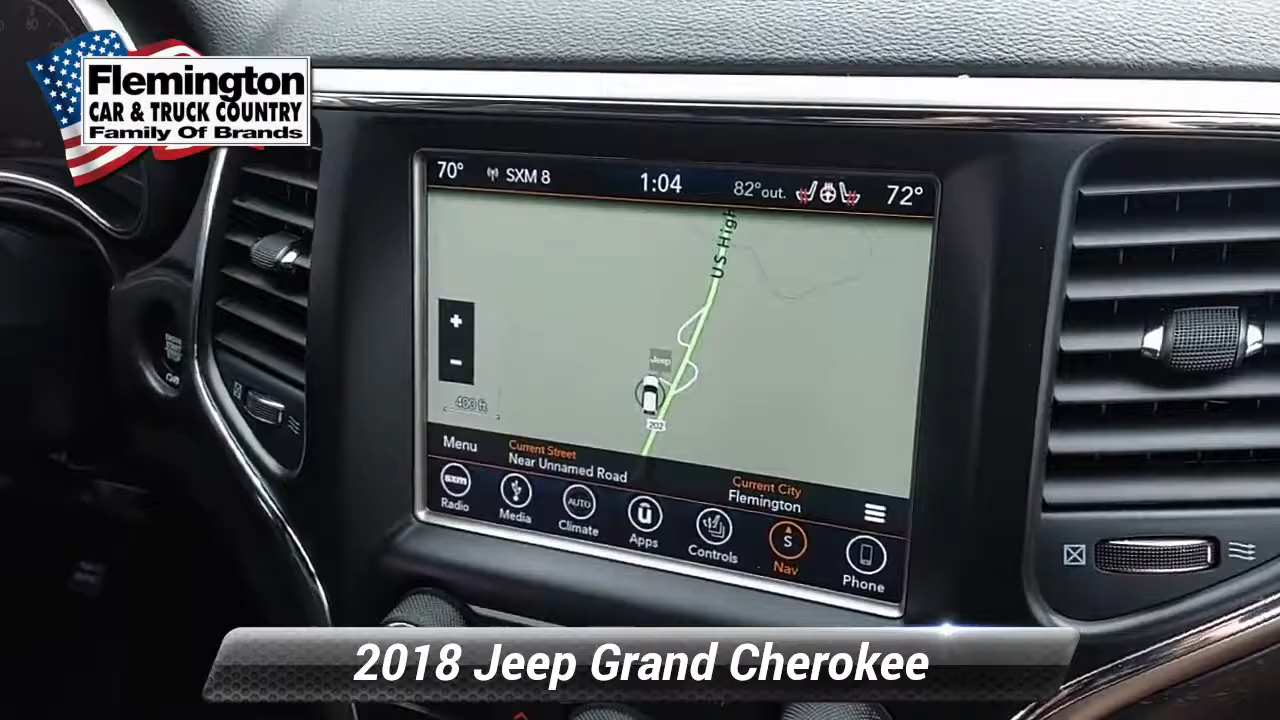 Flemington
CAR & TRUCK COUNTRY
Family Of Brands
70° SXM 8 1:04 82°out. 72°
US High
Jeep
400 ft
202
Menu
Current Street
Near Unnamed Road
Current City
Flemington
sxm
AUTO
S
Radio
Media
Climate
Apps
Controls
Nav
Phone
2018 Jeep Grand Cherokee